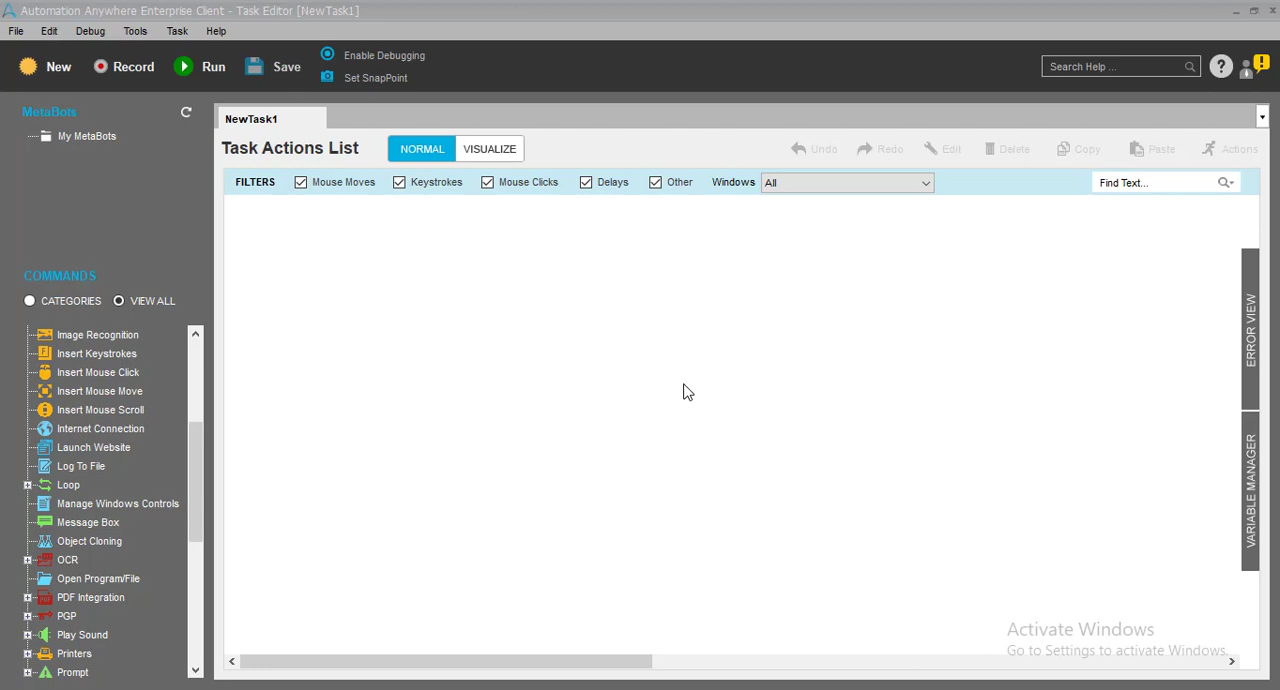 Automation Anywhere Enterprise Client - Task Editor [NewTask1]
File Edit Debug Tools Task Help
New Record Run Save
Enable Debugging
Set SnapPoint
Search Help ...
MetaBots
My MetaBots
COMMANDS
CATEGORIES VIEW ALL
Image Recognition
Insert Keystrokes
Insert Mouse Click
Insert Mouse Move
Insert Mouse Scroll
Internet Connection
Launch Website
Log To File
Loop
Manage Windows Controls
Message Box
Object Cloning
OCR
Open Program/File
PDF Integration
PGP
Play Sound
Printers
Prompt
NewTask1
Task Actions List NORMAL VISUALIZE Undo Redo Edit Delete Copy Paste Actions
FILTERS Mouse Moves Keystrokes Mouse Clicks Delays Other Windows All Find Text...
ERROR VIEW
VARIABLE MANAGER
Activate Windows
Go to Settings to activate Windows.